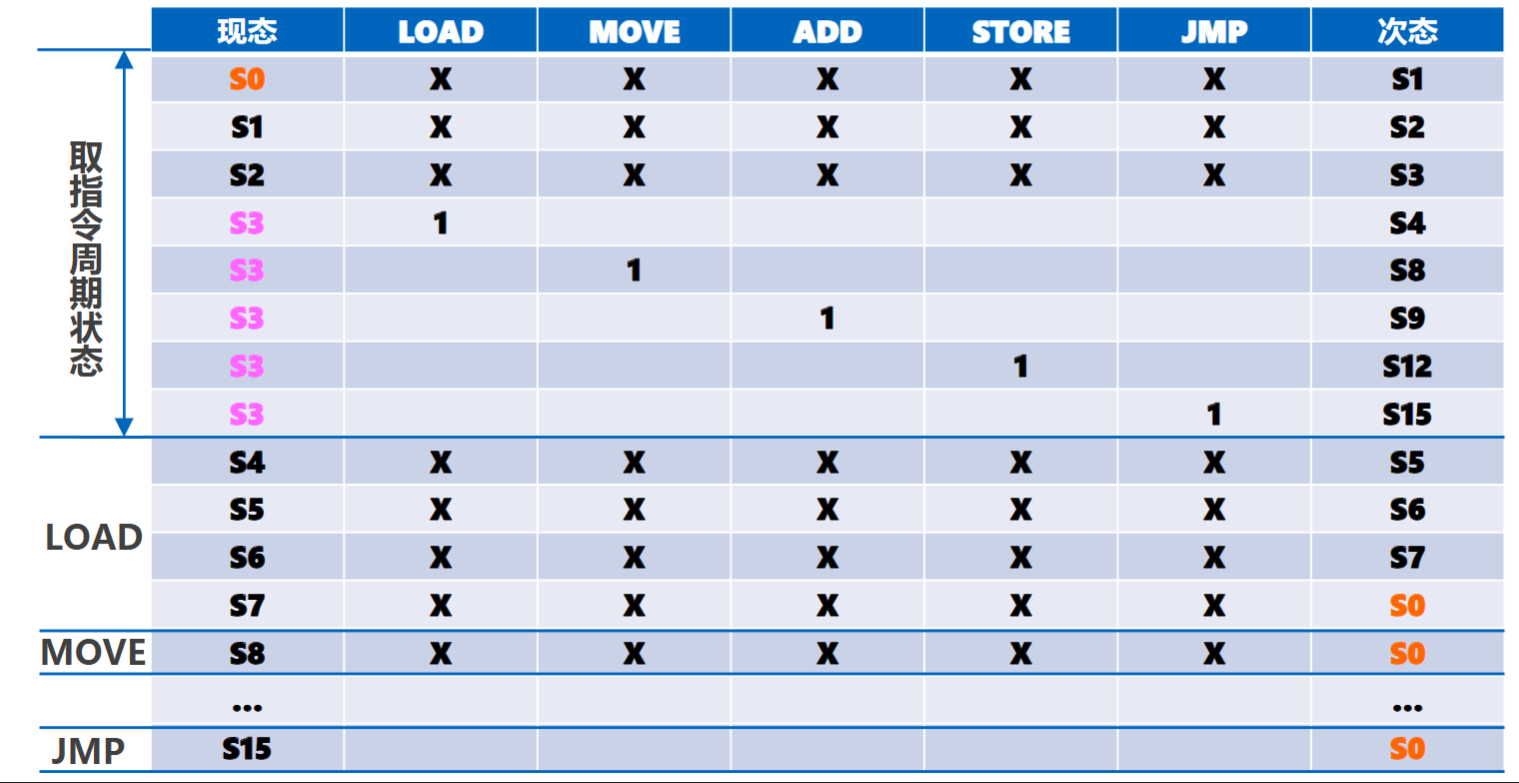 现态 LOAD MOVE ADD STORE JMP 次态
取指令周期状态
S0 X X X X X S1
S1 X X X X X S2
S2 X X X X X S3
S3 1 S4
S3 1 S8
S3 1 S9
S3 1 S12
S3 1 S15
LOAD
S4 X X X X X S5
S5 X X X X X S6
S6 X X X X X S7
S7 X X X X X S0
MOVE S8 X X X X X S0
... ...
JMP S15 S0